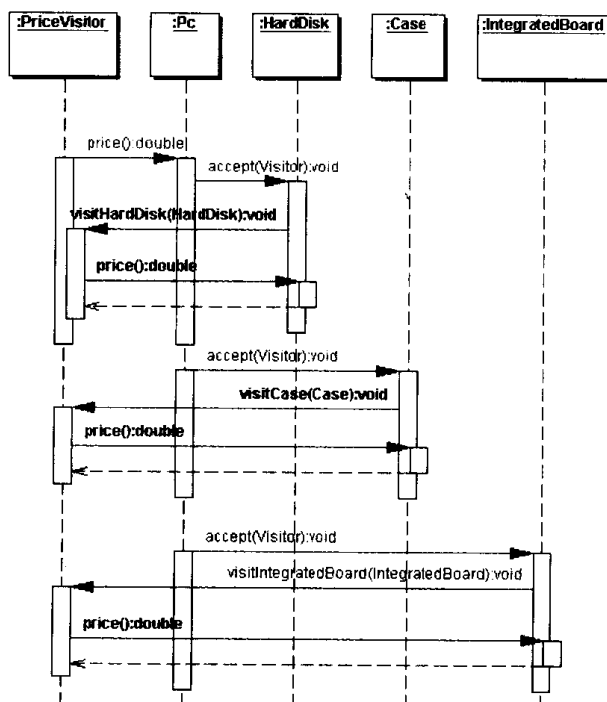 :PriceVisitor :Pc :HardDisk :Case :IntegratedBoard
price():double
accept(Visitor):void
visitHardDisk(HardDisk):void
price():double
accept(Visitor):void
visitCase(Case):void
price():double
accept(Visitor):void
visitIntegratedBoard(IntegratedBoard):void
price():double